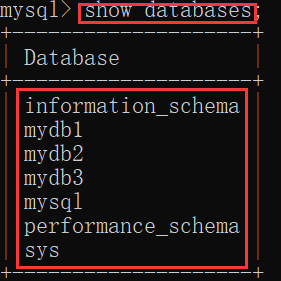 mysql> show databases;
+--------------------+
| Database           |
+--------------------+
| information_schema |
| mydb1              |
| mydb2              |
| mydb3              |
| mysql              |
| performance_schema |
| sys                |
+--------------------+